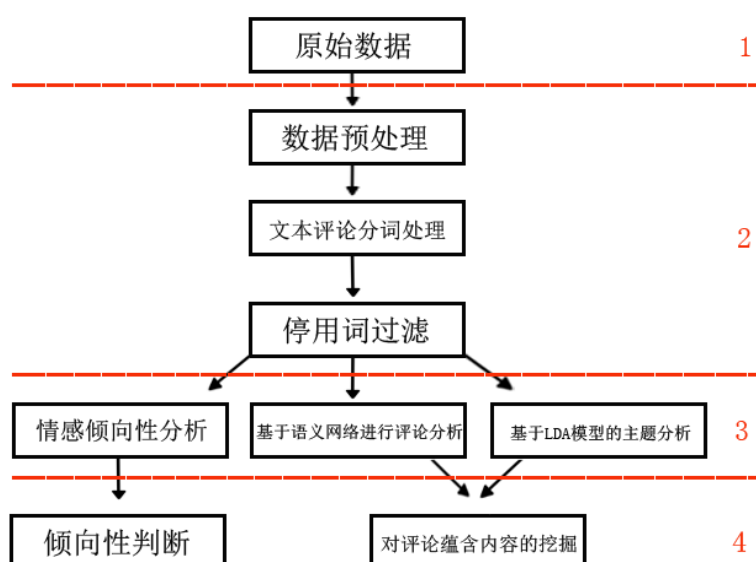 原始数据
1
数据预处理
文本评论分词处理
2
停用词过滤
情感倾向性分析
基于语义网络进行评论分析
基于LDA模型的主题分析
3
倾向性判断
对评论蕴含内容的挖掘
4